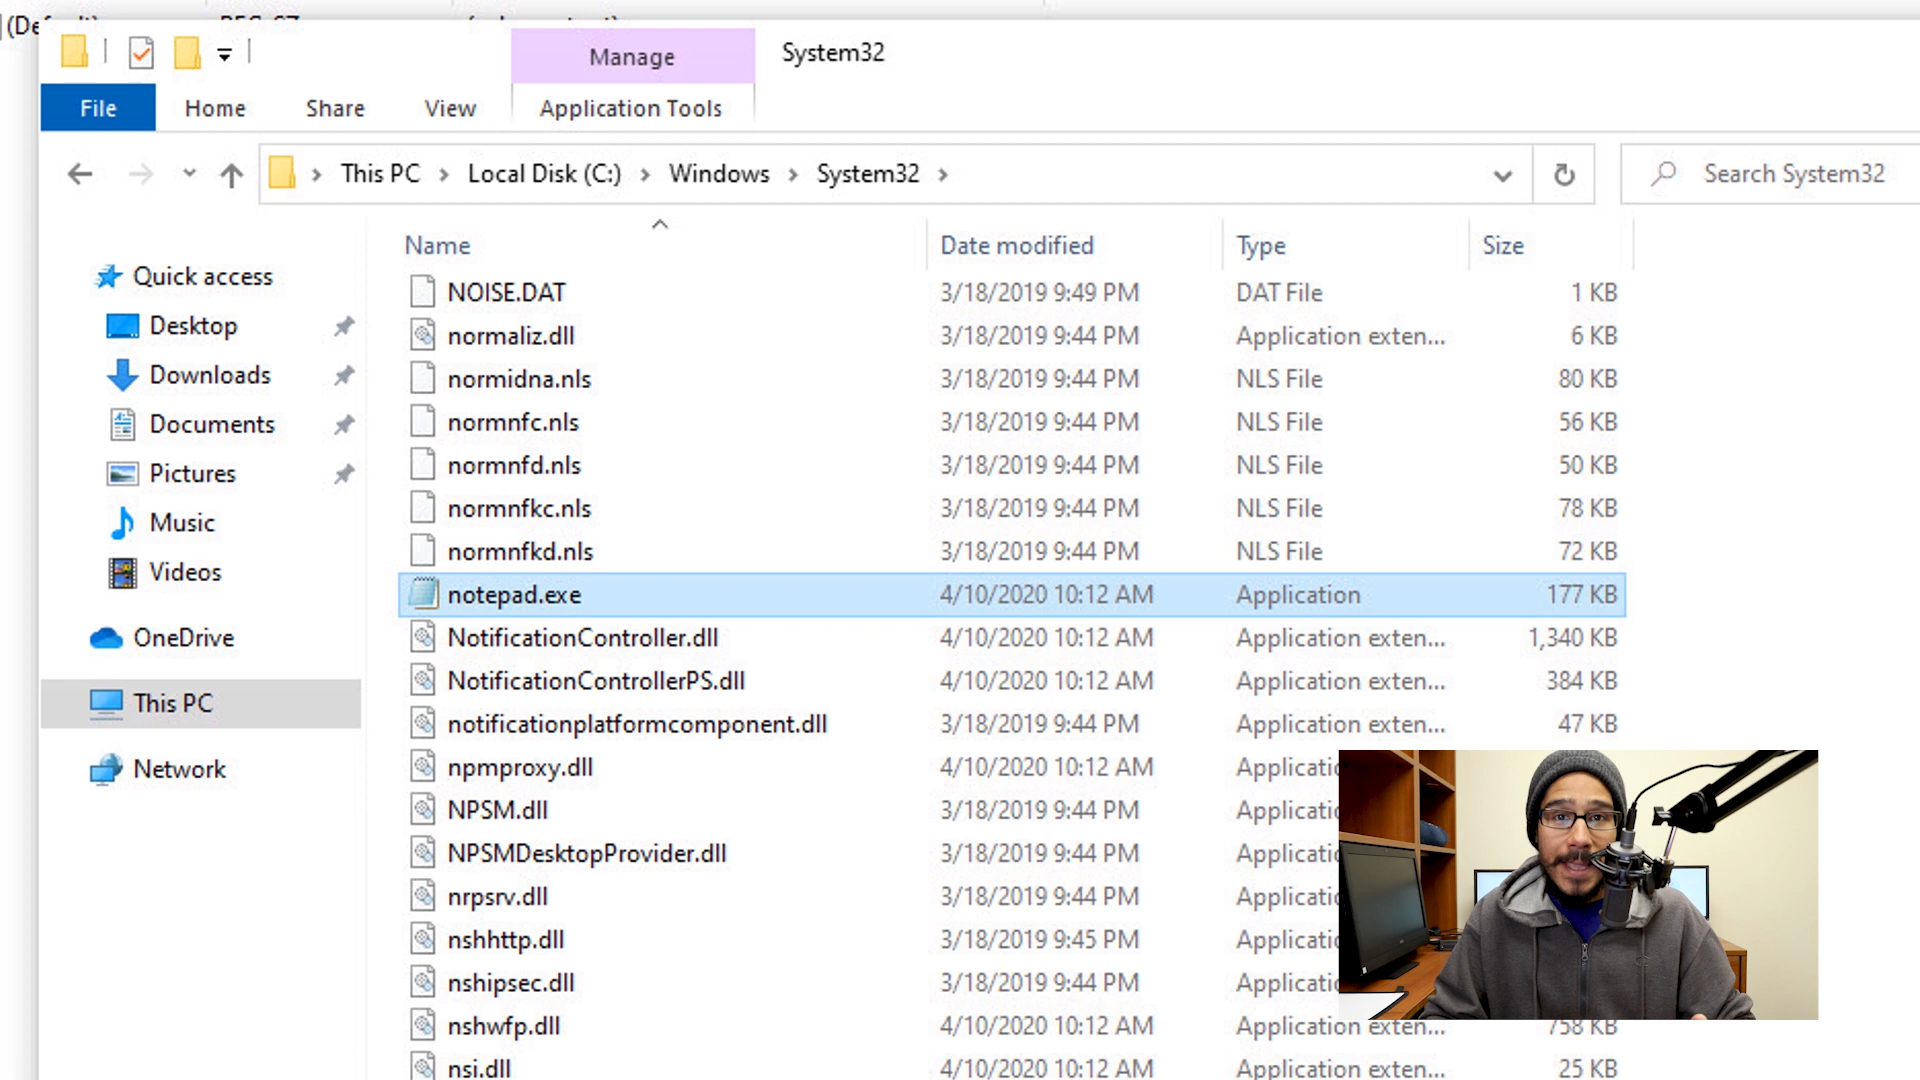 Manage
System32
File Home Share View Application Tools
This PC Local Disk (C:) Windows System32 Search System32
Name Date modified Type Size
Quick access
Desktop
Downloads
Documents
Pictures
Music
Videos
OneDrive
This PC
Network
NOISE.DAT 3/18/2019 9:49 PM DAT File 1 KB
normaliz.dll 3/18/2019 9:44 PM Application exten... 6 KB
normidna.nls 3/18/2019 9:44 PM NLS File 80 KB
normnfc.nls 3/18/2019 9:44 PM NLS File 56 KB
normnfd.nls 3/18/2019 9:44 PM NLS File 50 KB
normnfkc.nls 3/18/2019 9:44 PM NLS File 78 KB
normnfkd.nls 3/18/2019 9:44 PM NLS File 72 KB
notepad.exe 4/10/2020 10:12 AM Application 177 KB
NotificationController.dll 4/10/2020 10:12 AM Application exten... 1,340 KB
NotificationControllerPS.dll 4/10/2020 10:12 AM Application exten... 384 KB
notificationplatformcomponent.dll 3/18/2019 9:44 PM Application exten... 47 KB
npmproxy.dll 4/10/2020 10:12 AM Applicatio
NPSM.dll 3/18/2019 9:44 PM Applicatio
NPSMDesktopProvider.dll 3/18/2019 9:44 PM Applicatio
nrpsrv.dll 3/18/2019 9:44 PM Applicatio
nshhttp.dll 3/18/2019 9:45 PM Applicatio
nshipsec.dll 3/18/2019 9:44 PM Applicatio
nshwfp.dll 4/10/2020 10:12 AM Application exten... 758 KB
nsi.dll 4/10/2020 10:12 AM Application exten... 25 KB